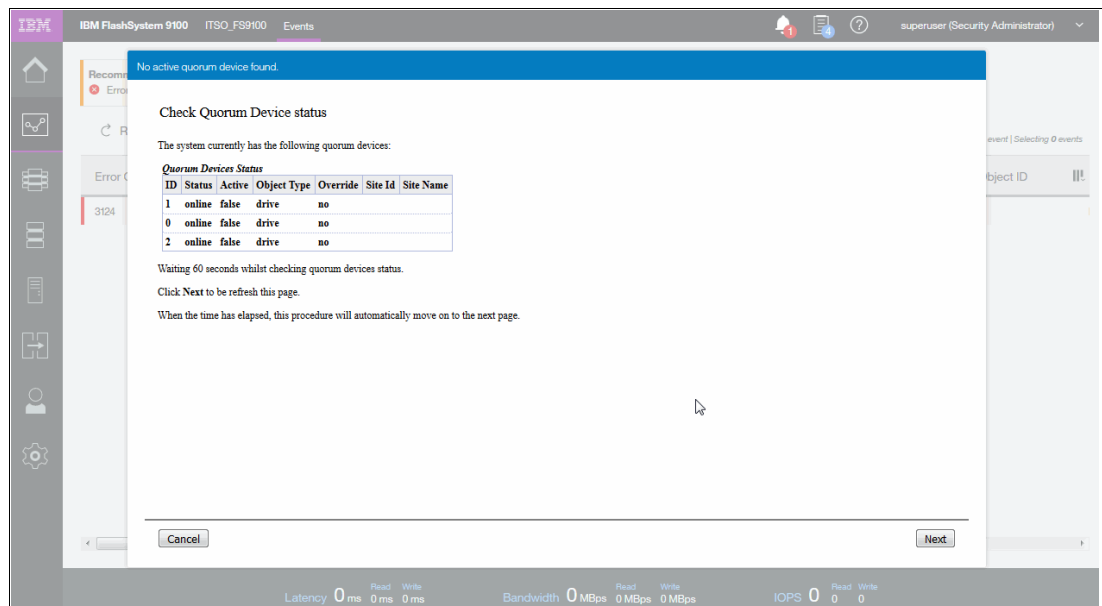 IBM IBM FlashSystem 9100 ITSO_FS9100 Events 1 4 ? superuser (Security Administrator)
No active quorum device found.
Erro
Check Quorum Device status
The system currently has the following quorum devices:
event | Selecting 0 events
Quorum Devices Status
ID Status Active Object Type Override Site Id Site Name
1 online false drive no
0 online false drive no
2 online false drive no
Error
bject ID
3124
Waiting 60 seconds whilst checking quorum devices status.
Click Next to be refresh this page.
When the time has elapsed, this procedure will automatically move on to the next page.
Cancel Next
Read Write Read Write Read Write
Latency 0 ms 0 ms 0 ms Bandwidth 0 MBps 0 MBps 0 MBps IOPS 0 0 0